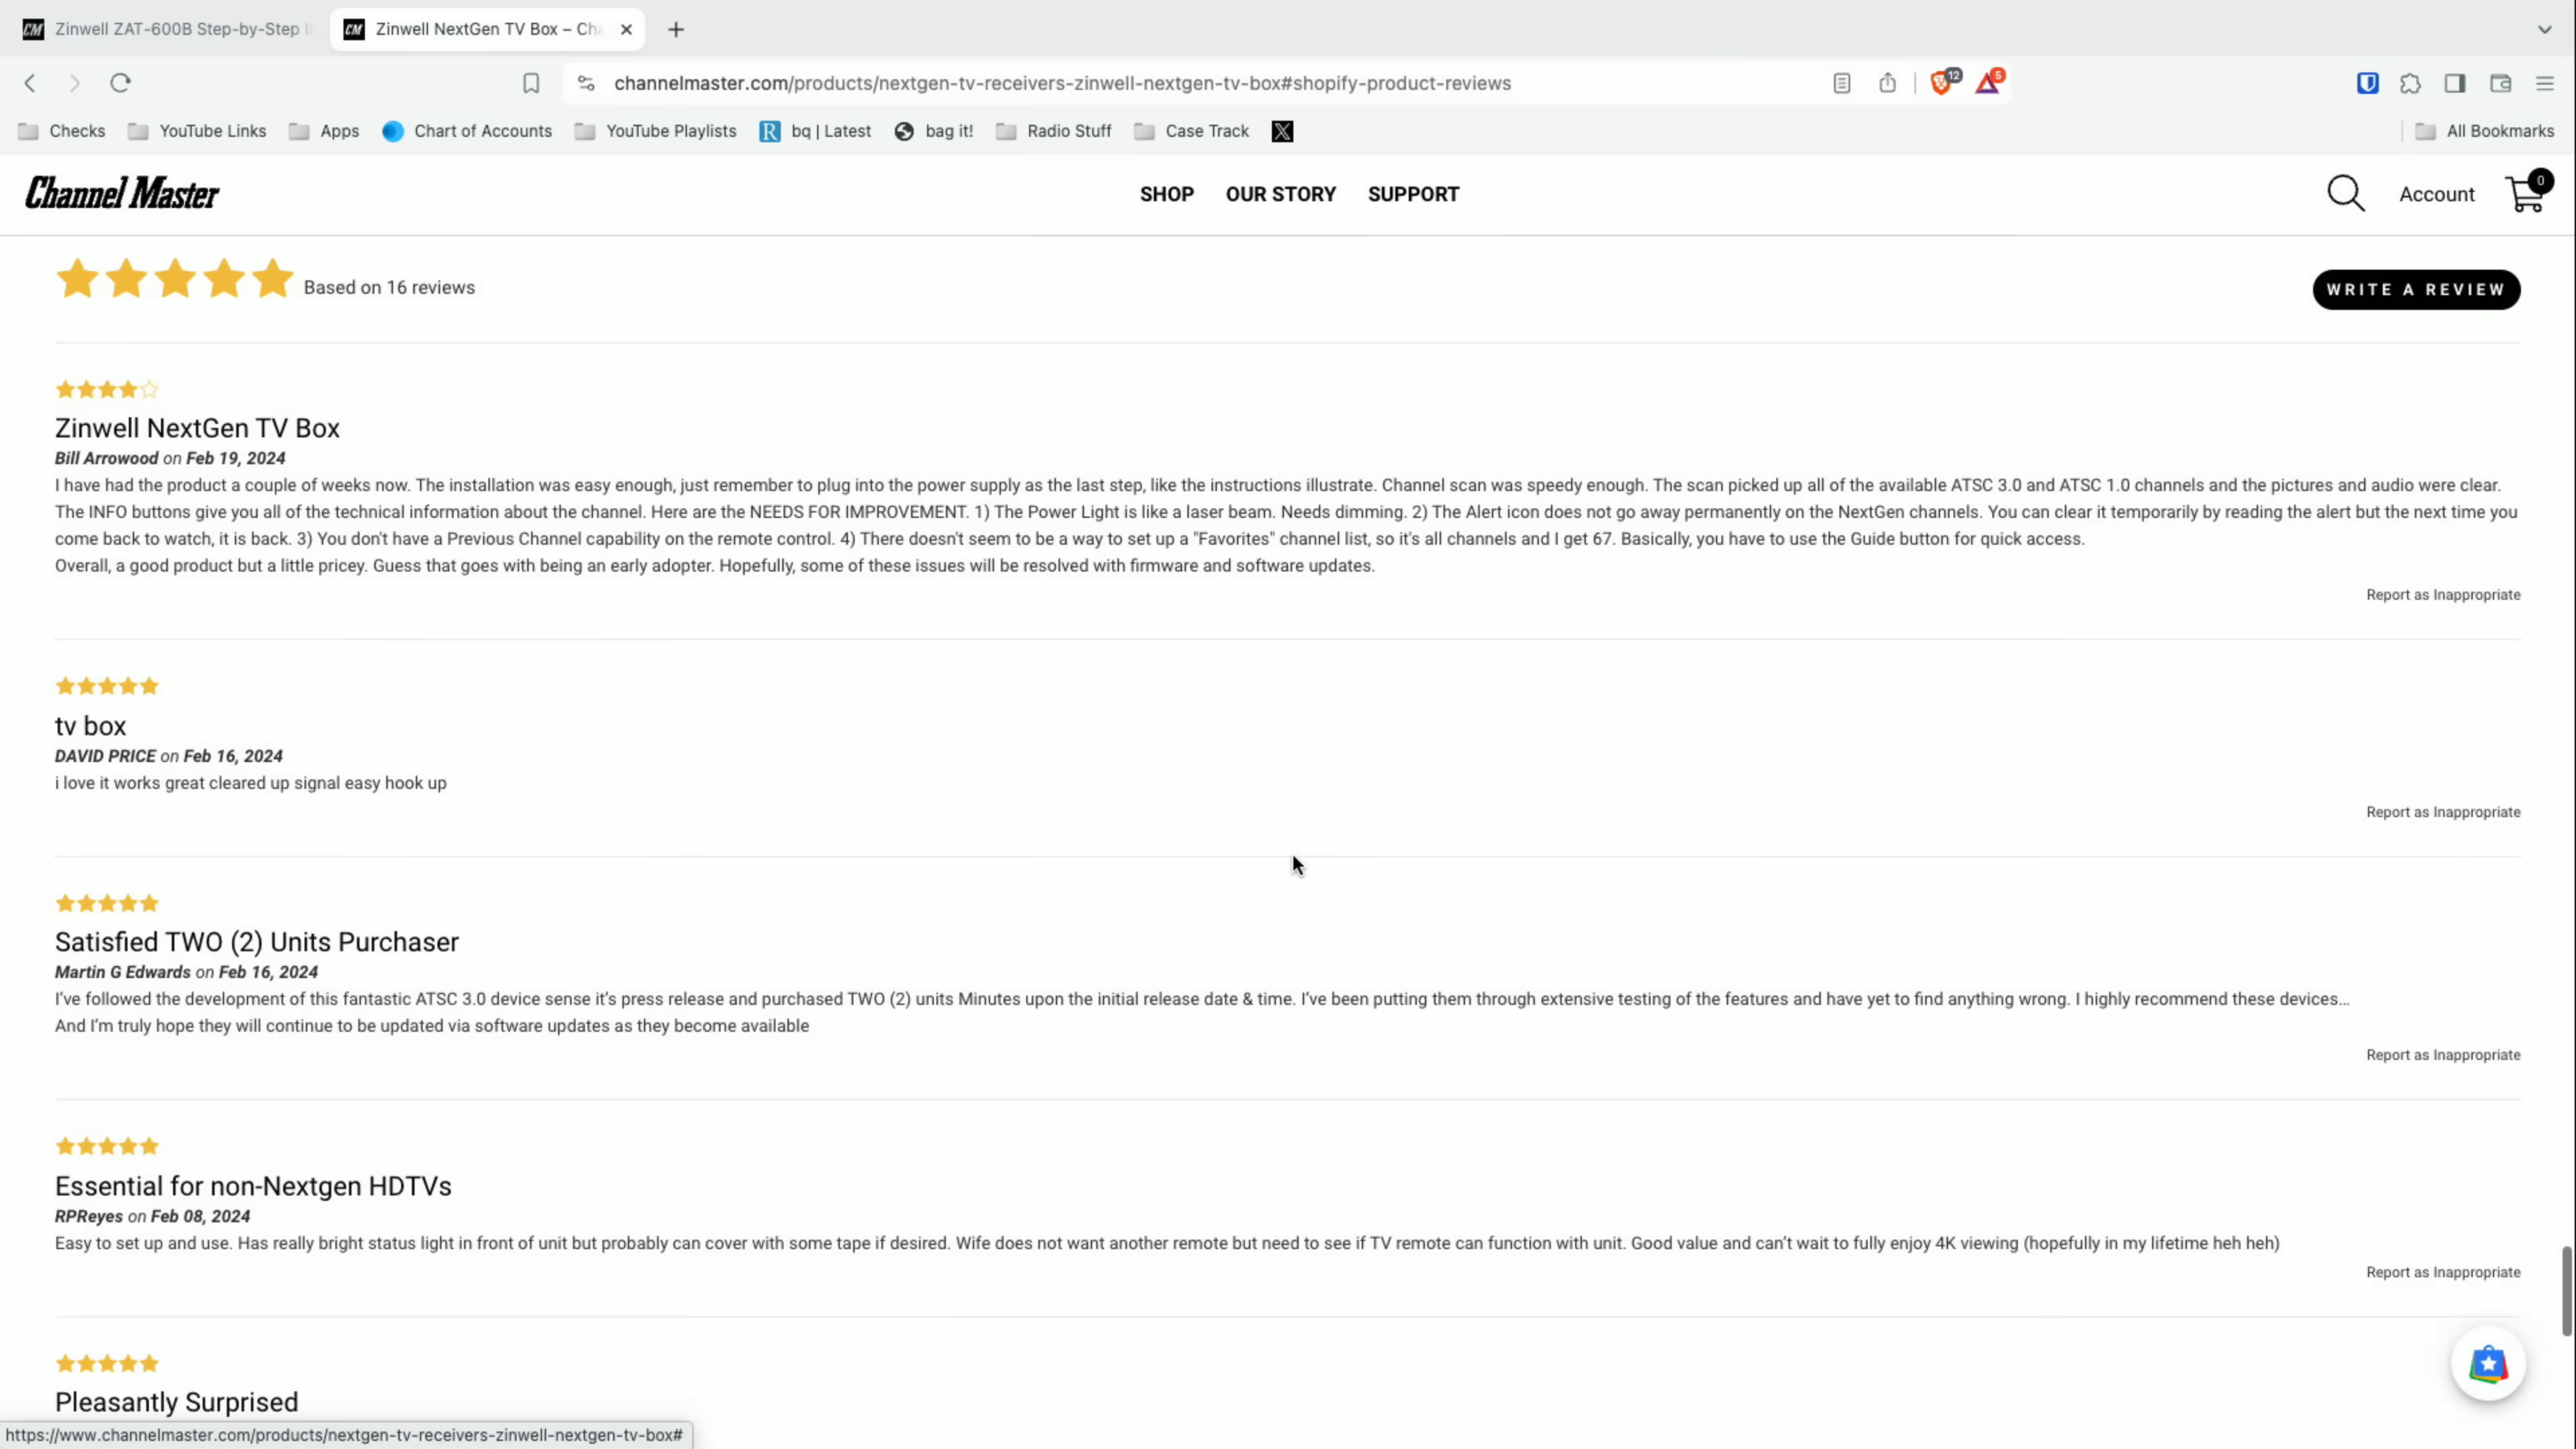 Zinwell ZAT-600B Step-by-Step
Zinwell NextGen TV Box – Cha
12
5
channelmaster.com/products/nextgen-tv-receivers-zinwell-nextgen-tv-box#shopify-product-reviews
Checks YouTube Links Apps Chart of Accounts YouTube Playlists bq | Latest bag it! Radio Stuff Case Track All Bookmarks
Channel Master SHOP OUR STORY SUPPORT Account 0
Based on 16 reviews
WRITE A REVIEW
Zinwell NextGen TV Box
Bill Arrowood on Feb 19, 2024
I have had the product a couple of weeks now. The installation was easy enough, just remember to plug into the power supply as the last step, like the instructions illustrate. Channel scan was speedy enough. The scan picked up all of the available ATSC 3.0 and ATSC 1.0 channels and the pictures and audio were clear.
The INFO buttons give you all of the technical information about the channel. Here are the NEEDS FOR IMPROVEMENT. 1) The Power Light is like a laser beam. Needs dimming. 2) The Alert icon does not go away permanently on the NextGen channels. You can clear it temporarily by reading the alert but the next time you
come back to watch, it is back. 3) You don't have a Previous Channel capability on the remote control. 4) There doesn't seem to be a way to set up a "Favorites" channel list, so it's all channels and I get 67. Basically, you have to use the Guide button for quick access.
Overall, a good product but a little pricey. Guess that goes with being an early adopter. Hopefully, some of these issues will be resolved with firmware and software updates.
Report as Inappropriate
tv box
DAVID PRICE on Feb 16, 2024
i love it works great cleared up signal easy hook up
Report as Inappropriate
Satisfied TWO (2) Units Purchaser
Martin G Edwards on Feb 16, 2024
I’ve followed the development of this fantastic ATSC 3.0 device sense it’s press release and purchased TWO (2) units Minutes upon the initial release date & time. I’ve been putting them through extensive testing of the features and have yet to find anything wrong. I highly recommend these devices…
And I’m truly hope they will continue to be updated via software updates as they become available
Report as Inappropriate
Essential for non-Nextgen HDTVs
RPReyes on Feb 08, 2024
Easy to set up and use. Has really bright status light in front of unit but probably can cover with some tape if desired. Wife does not want another remote but need to see if TV remote can function with unit. Good value and can’t wait to fully enjoy 4K viewing (hopefully in my lifetime heh heh)
Report as Inappropriate
Pleasantly Surprised
https://www.channelmaster.com/products/nextgen-tv-receivers-zinwell-nextgen-tv-box#